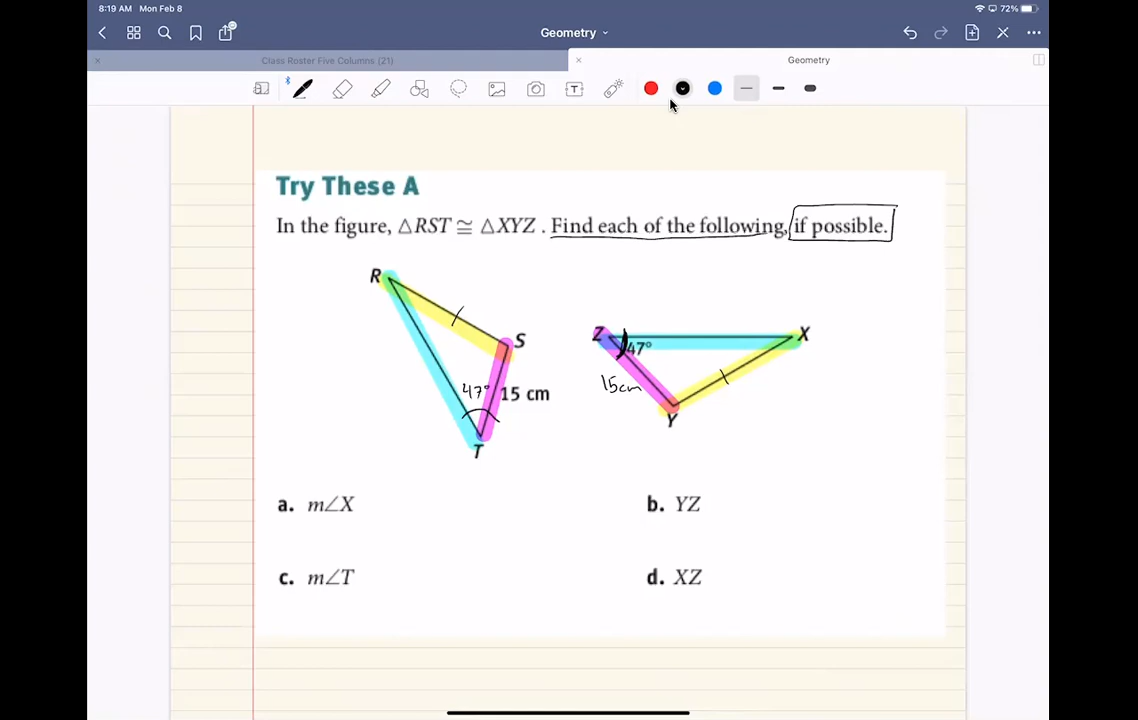 8:19 AM Mon Feb 8
72%
Geometry
Class Roster Five Columns (21)
Geometry
T
Try These A
In the figure, △RST ≅ △XYZ . Find each of the following, if possible.
R
S
Z
X
47°
15cm
47°
15 cm
Y
T
a. m∠X
b. YZ
c. m∠T
d. XZ